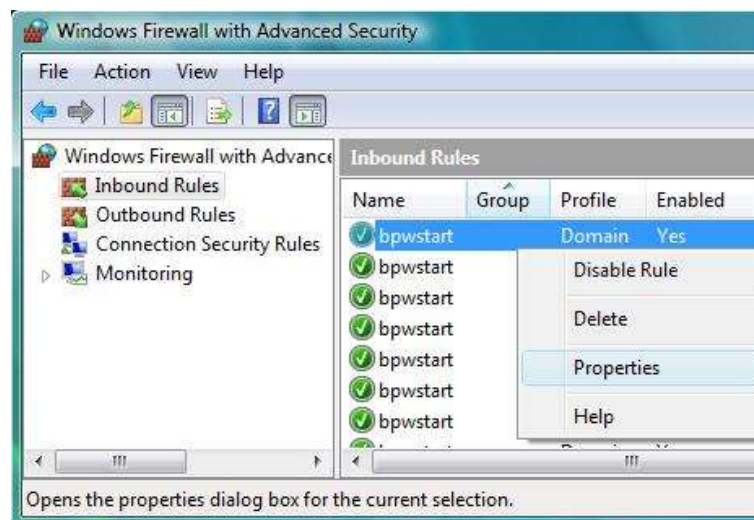 Windows Firewall with Advanced Security
File Action View Help
Windows Firewall with Advance
Inbound Rules
Outbound Rules
Connection Security Rules
Monitoring
Inbound Rules
Name Group Profile Enabled
bpwstart Domain Yes
bpwstart
bpwstart
bpwstart
bpwstart
bpwstart
bpwstart
Disable Rule
Delete
Properties
Help
Opens the properties dialog box for the current selection.